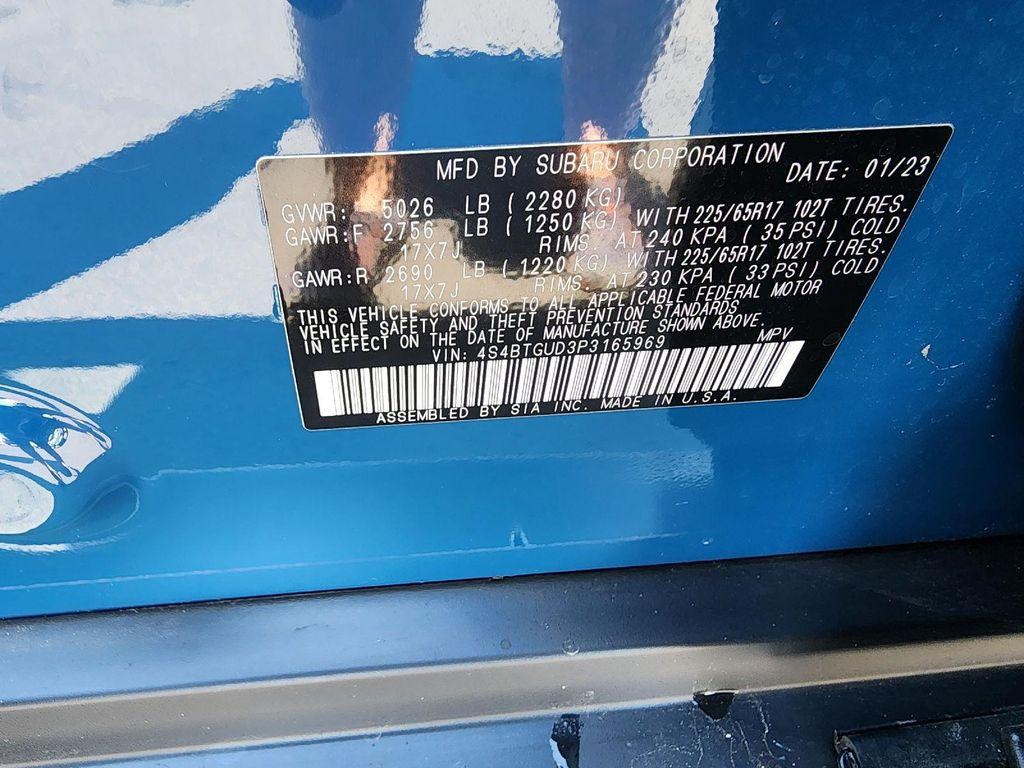 MFD BY SUBARU CORPORATION DATE: 01/23
GVWR: 5026 LB ( 2280 KG)
GAWR:F 2756 LB ( 1250 KG) WITH 225/65R17 102T TIRES.
17X7J RIMS. AT 240 KPA ( 35 PSI) COLD
GAWR:R 2690 LB ( 1220 KG) WITH 225/65R17 102T TIRES.
17X7J RIMS. AT 230 KPA ( 33 PSI) COLD
THIS VEHICLE CONFORMS TO ALL APPLICABLE FEDERAL MOTOR
VEHICLE SAFETY AND THEFT PREVENTION STANDARDS
IN EFFECT ON THE DATE OF MANUFACTURE SHOWN ABOVE.
VIN: 4S4BTGUD3P3165969 MPV
ASSEMBLED BY SIA INC. MADE IN U.S.A.